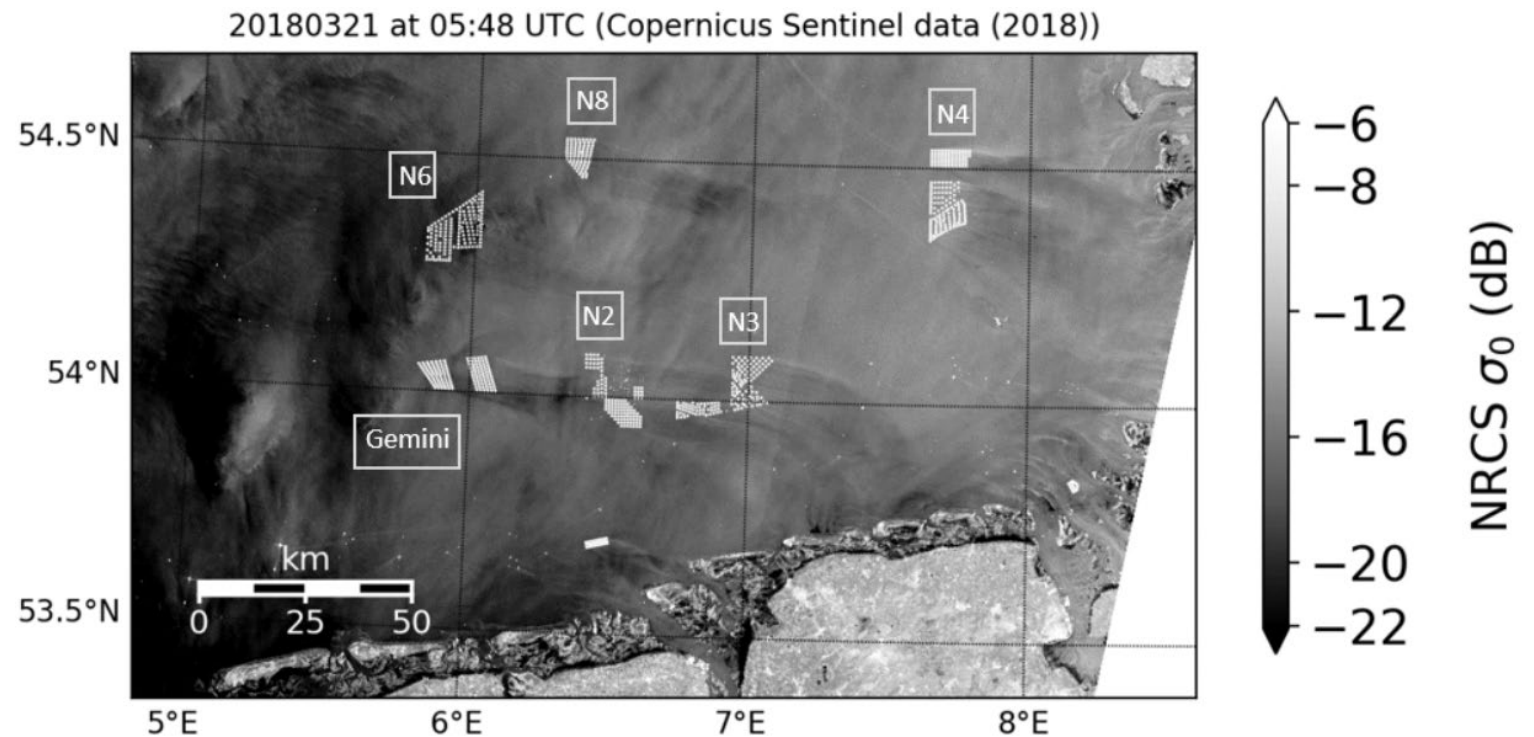 20180321 at 05:48 UTC (Copernicus Sentinel data (2018))
N8
N4
54.5°N
N6
N2
N3
54°N
Gemini
km
0 25 50
53.5°N
5°E 6°E 7°E 8°E
−6
−8
−12
−16
−20
−22
NRCS σ0 (dB)